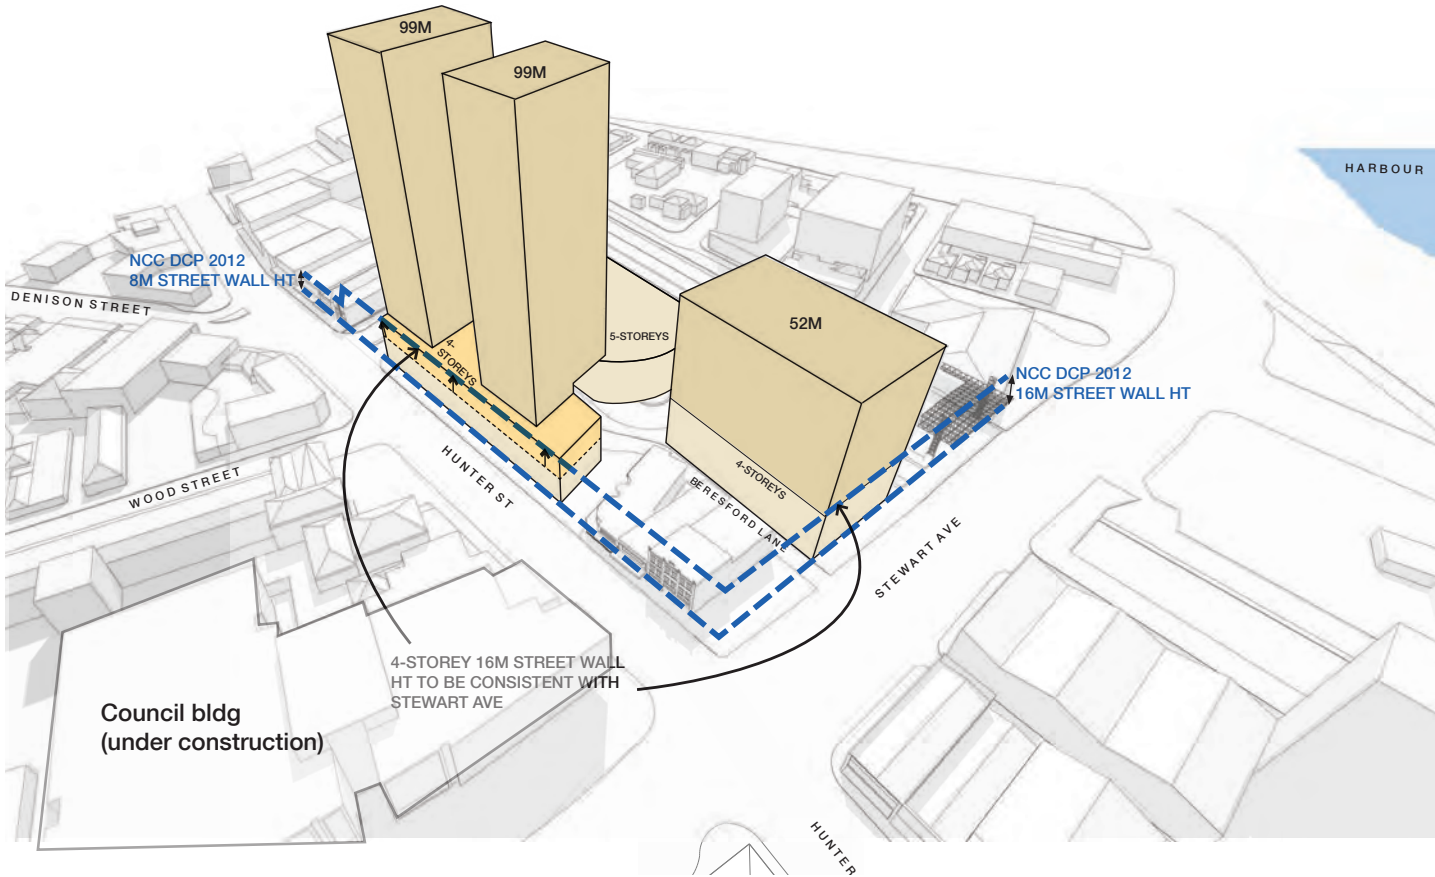 99M
99M
HARBOUR
NCC DCP 2012
8M STREET WALL HT
DENISON STREET
52M
5-STOREYS
4-
STOREYS
NCC DCP 2012
16M STREET WALL HT
WOOD STREET
HUNTER ST
4-STOREYS
BERESFORD LANE
STEWART AVE
4-STOREY 16M STREET WALL
HT TO BE CONSISTENT WITH
STEWART AVE
Council bldg
(under construction)
HUNTER